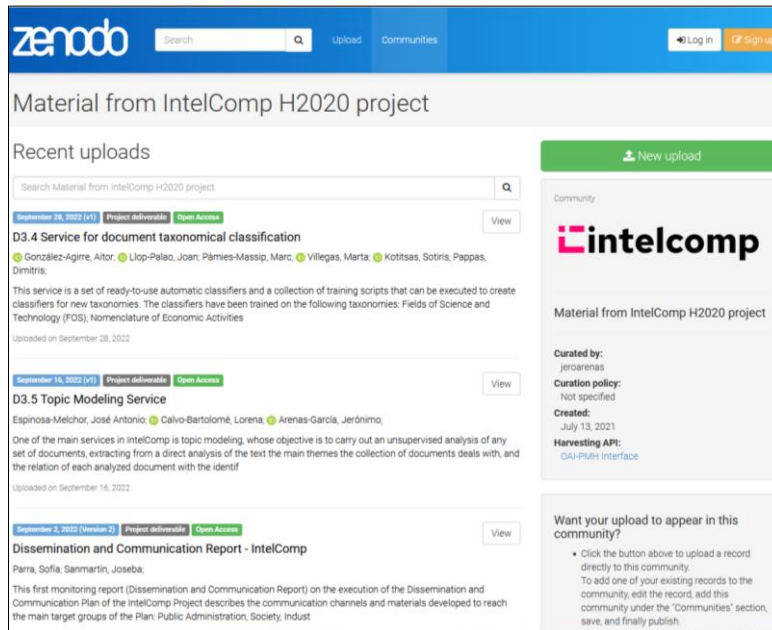 zenodo
Search
Upload
Communities
Log in
Sign u
Material from IntelComp H2020 project
Recent uploads
Search Material from IntelComp H2020 project
September 28, 2022 (v1) Project deliverable Open Access
View
D3.4 Service for document taxonomical classification
González-Agirre, Aitor; Llop-Palao, Joan; Pàmies-Massip, Marc; Villegas, Marta; Kotitsas, Sotiris; Pappas,
Dimitris;
This service is a set of ready-to-use automatic classifiers and a collection of training scripts that can be executed to create
classifiers for new taxonomies. The classifiers have been trained on the following taxonomies: Fields of Science and
Technology (FOS); Nomenclature of Economic Activities
Uploaded on September 28, 2022
September 16, 2022 (v1) Project deliverable Open Access
View
D3.5 Topic Modeling Service
Espinosa-Melchor, José Antonio; Calvo-Bartolomé, Lorena; Arenas-García, Jerónimo;
One of the main services in IntelComp is topic modeling, whose objective is to carry out an unsupervised analysis of any
set of documents, extracting from a direct analysis of the text the main themes the collection of documents deals with, and
the relation of each analyzed document with the identif
Uploaded on September 16, 2022
September 2, 2022 (Version 2) Project deliverable Open Access
View
Dissemination and Communication Report - IntelComp
Parra, Sofía; Sanmartín, Joseba;
This first monitoring report (Dissemination and Communication Report) on the execution of the Dissemination and
Communication Plan of the IntelComp Project describes the communication channels and materials developed to reach
the main target groups of the Plan: Public Administration, Society, Indust
New upload
Community
intelcomp
Material from IntelComp H2020 project
Curated by:
jeroarenas
Curation policy:
Not specified
Created:
July 13, 2021
Harvesting API:
OAI-PMH Interface
Want your upload to appear in this
community?
• Click the button above to upload a record
directly to this community.
To add one of your existing records to the
community, edit the record, add this
community under the "Communities" section,
save, and finally publish.